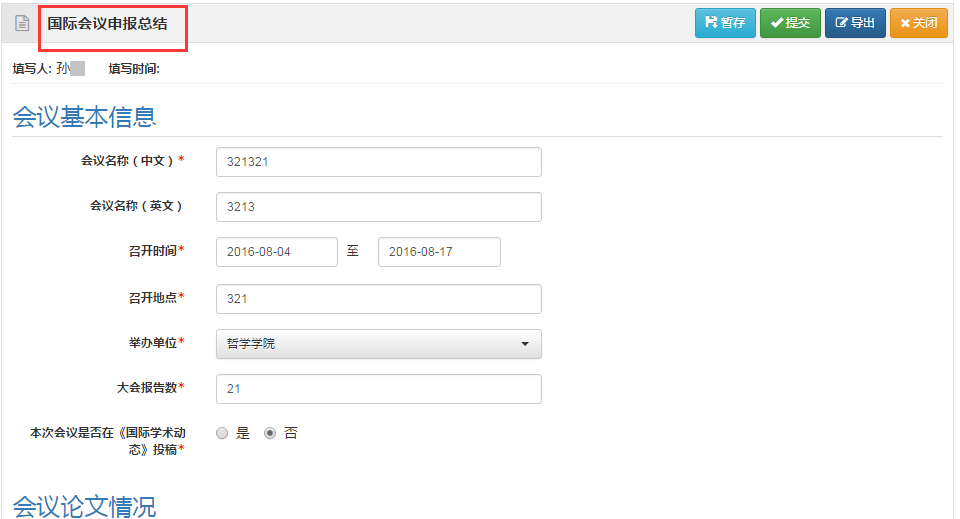 国际会议申报总结
暂存 提交 导出 关闭
填写人: 孙 填写时间:
会议基本信息
会议名称（中文）* 321321
会议名称（英文） 3213
召开时间* 2016-08-04 至 2016-08-17
召开地点* 321
举办单位* 哲学学院
大会报告数* 21
本次会议是否在《国际学术动 是 否
态》投稿*
会议论文情况